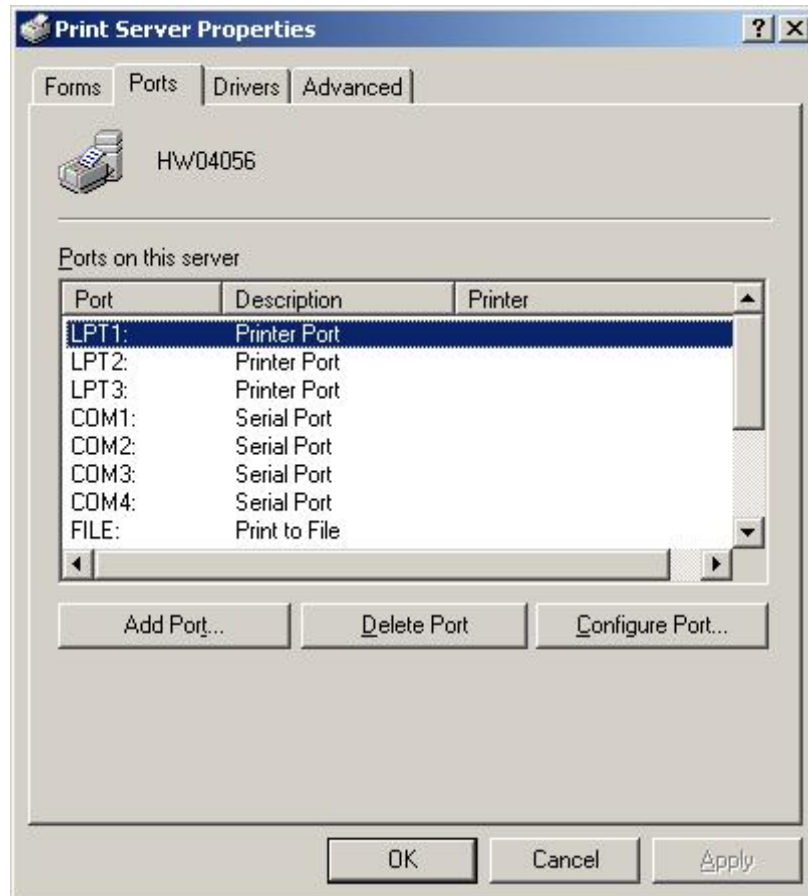 Print Server Properties
Forms Ports Drivers Advanced
HW04056
Ports on this server
Port Description Printer
LPT1: Printer Port
LPT2: Printer Port
LPT3: Printer Port
COM1: Serial Port
COM2: Serial Port
COM3: Serial Port
COM4: Serial Port
FILE: Print to File
Add Port... Delete Port Configure Port...
OK Cancel Apply